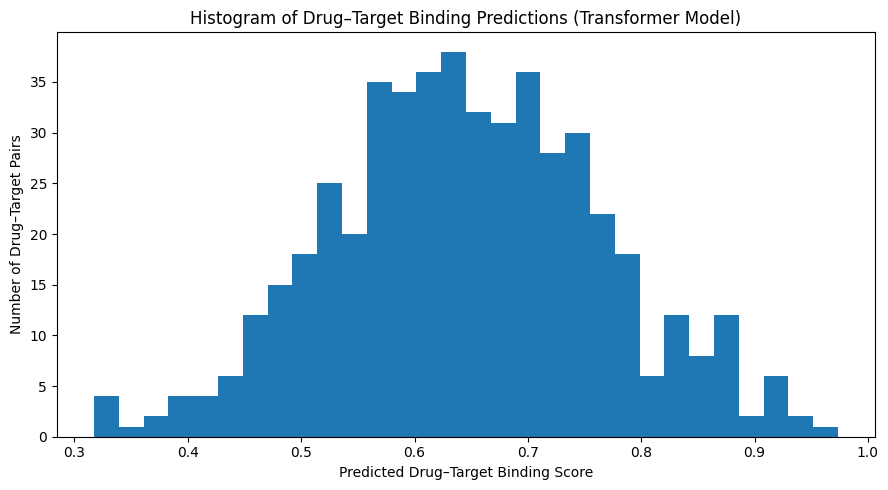 Histogram of Drug–Target Binding Predictions (Transformer Model)
Number of Drug–Target Pairs
35
30
25
20
15
10
5
0
0.3 0.4 0.5 0.6 0.7 0.8 0.9 1.0
Predicted Drug–Target Binding Score